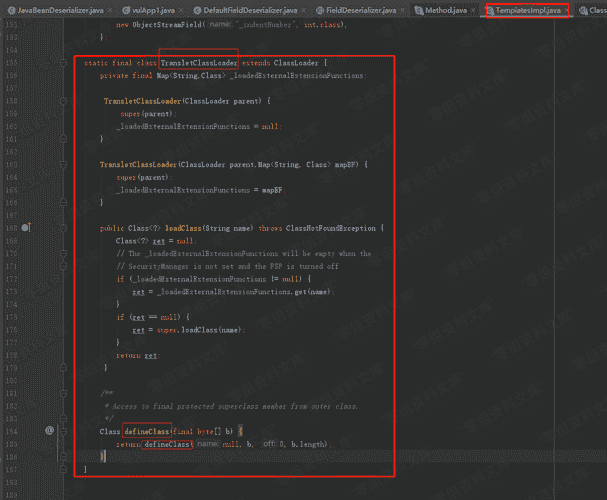 JavaBeanDeserializer.java × vulApp1.java × DefaultFieldDeserializer.java × FieldDeserializer.java × Method.java × TemplatesImpl.java × Class
151 new ObjectStreamField("_indentNumber", int.class),
153 };
155 static final class TransletClassLoader extends ClassLoader {
156 private final Map<String,Class> _loadedExternalExtensionFunctions;
158 TransletClassLoader(ClassLoader parent) {
159 super(parent);
160 _loadedExternalExtensionFunctions = null;
161 }
163 TransletClassLoader(ClassLoader parent,Map<String, Class> mapEF) {
164 super(parent);
165 _loadedExternalExtensionFunctions = mapEF;
166 }
168 public Class<?> loadClass(String name) throws ClassNotFoundException {
169 Class<?> ret = null;
170 // The _loadedExternalExtensionFunctions will be empty when the
171 // SecurityManager is not set and the FSP is turned off
172 if (_loadedExternalExtensionFunctions != null) {
173 ret = _loadedExternalExtensionFunctions.get(name);
174 }
175 if (ret == null) {
176 ret = super.loadClass(name);
177 }
178 return ret;
179 }
181 /**
182 * Access to final protected superclass member from outer class.
183 */
184 Class defineClass(final byte[] b) {
185 return defineClass( name: null, b, off: 0, b.length);
186 }
187 }
189